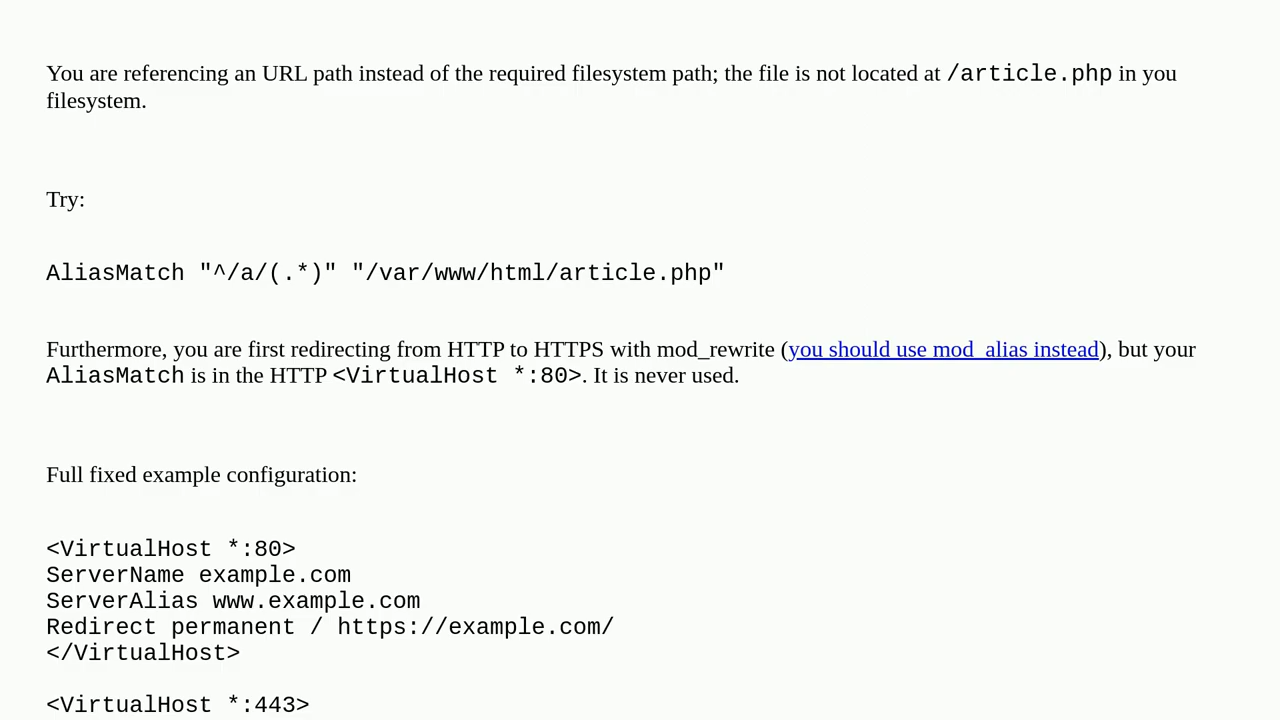 You are referencing an URL path instead of the required filesystem path; the file is not located at /article.php in you
filesystem.
Try:
AliasMatch "^/a/(.*)" "/var/www/html/article.php"
Furthermore, you are first redirecting from HTTP to HTTPS with mod_rewrite (you should use mod_alias instead), but your
AliasMatch is in the HTTP <VirtualHost *:80>. It is never used.
Full fixed example configuration:
<VirtualHost *:80>
ServerName example.com
ServerAlias www.example.com
Redirect permanent / https://example.com/
</VirtualHost>
<VirtualHost *:443>